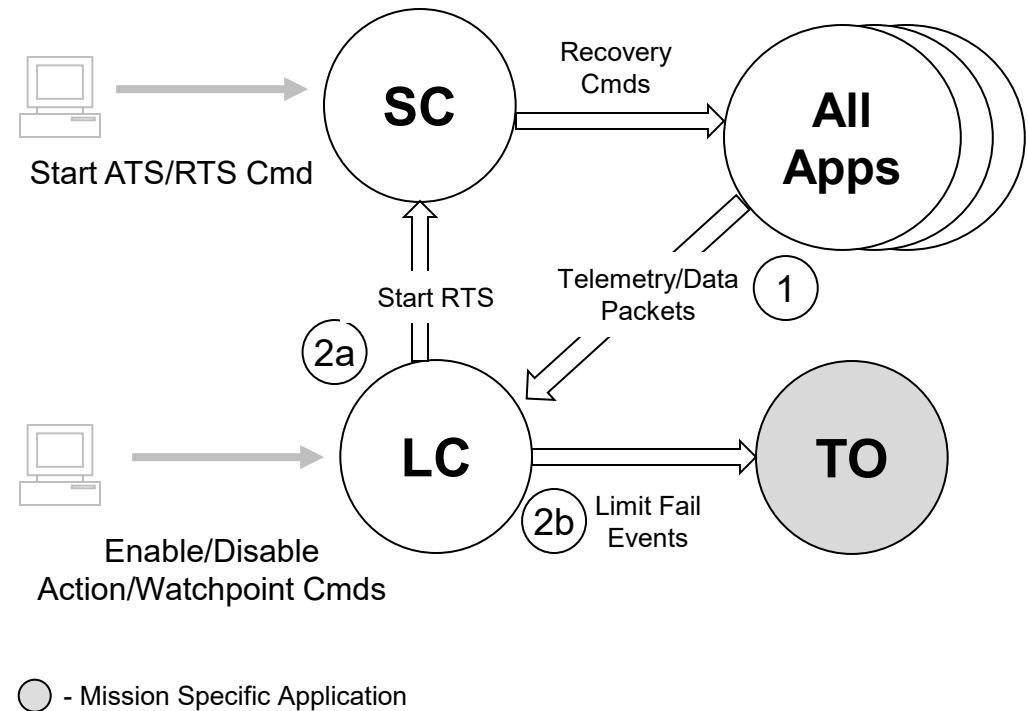 SC
Recovery
Cmds
All
Apps
Start ATS/RTS Cmd
Start RTS
Telemetry/Data
Packets
1
2a
LC
TO
2b
Limit Fail
Events
Enable/Disable
Action/Watchpoint Cmds
- Mission Specific Application